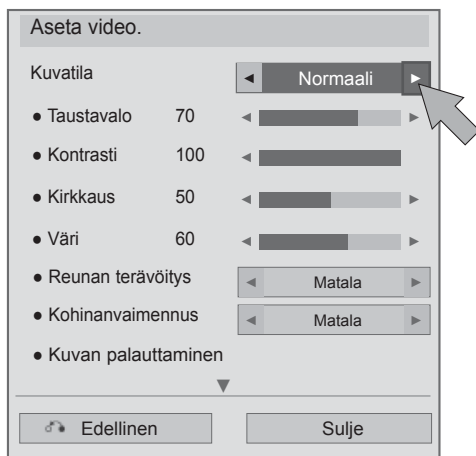 Aseta video.
Kuvatila ◄ Normaali ►
● Taustavalo 70 ◄ ►
● Kontrasti 100 ◄
● Kirkkaus 50 ◄ ►
● Väri 60 ◄ ►
● Reunan terävöitys ◄ Matala ►
● Kohinanvaimennus ◄ Matala ►
● Kuvan palauttaminen
▼
Edellinen Sulje